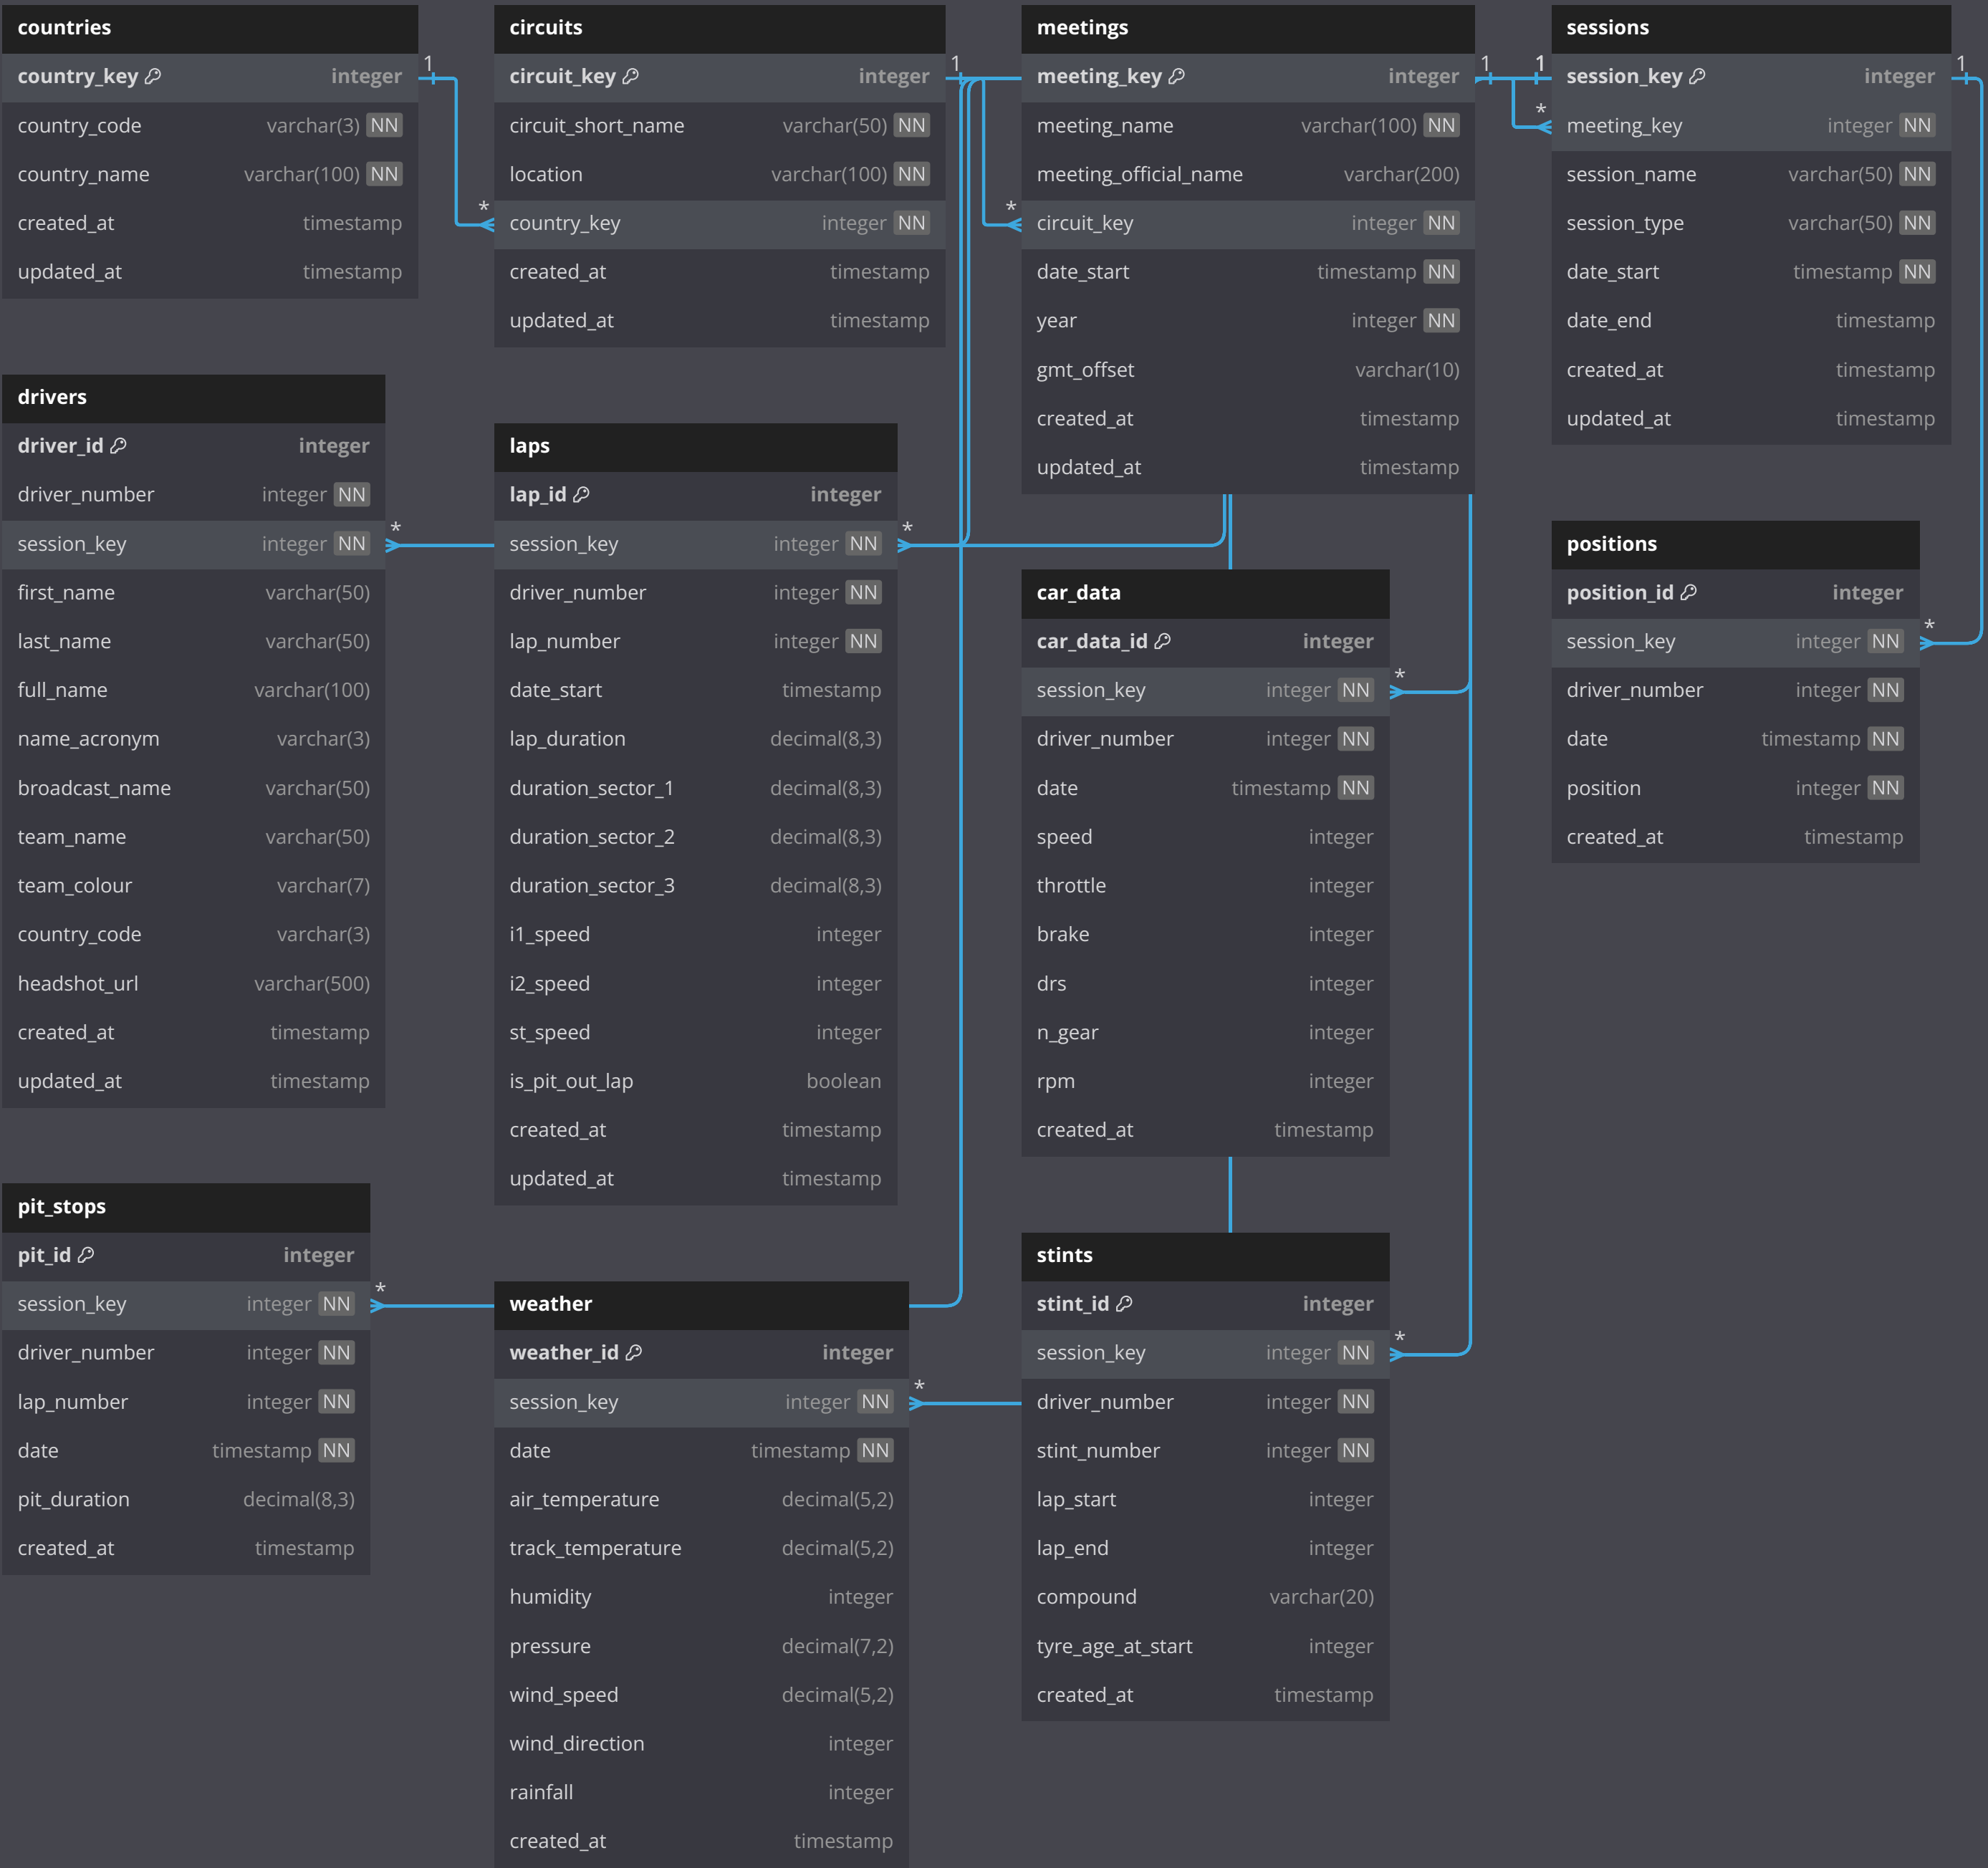 countries
country_key integer
country_code varchar(3) NN
country_name varchar(100) NN
created_at timestamp
updated_at timestamp
1
*
circuits
circuit_key integer
circuit_short_name varchar(50) NN
location varchar(100) NN
country_key integer NN
created_at timestamp
updated_at timestamp
1
*
meetings
meeting_key integer
meeting_name varchar(100) NN
meeting_official_name varchar(200)
circuit_key integer NN
date_start timestamp NN
year integer NN
gmt_offset varchar(10)
created_at timestamp
updated_at timestamp
1
1
*
sessions
session_key integer
meeting_key integer NN
session_name varchar(50) NN
session_type varchar(50) NN
date_start timestamp NN
date_end timestamp
created_at timestamp
updated_at timestamp
1
drivers
driver_id integer
driver_number integer NN
session_key integer NN
first_name varchar(50)
last_name varchar(50)
full_name varchar(100)
name_acronym varchar(3)
broadcast_name varchar(50)
team_name varchar(50)
team_colour varchar(7)
country_code varchar(3)
headshot_url varchar(500)
created_at timestamp
updated_at timestamp
*
laps
lap_id integer
session_key integer NN
driver_number integer NN
lap_number integer NN
date_start timestamp
lap_duration decimal(8,3)
duration_sector_1 decimal(8,3)
duration_sector_2 decimal(8,3)
duration_sector_3 decimal(8,3)
i1_speed integer
i2_speed integer
st_speed integer
is_pit_out_lap boolean
created_at timestamp
updated_at timestamp
*
car_data
car_data_id integer
session_key integer NN
driver_number integer NN
date timestamp NN
speed integer
throttle integer
brake integer
drs integer
n_gear integer
rpm integer
created_at timestamp
*
positions
position_id integer
session_key integer NN
driver_number integer NN
date timestamp NN
position integer NN
created_at timestamp
*
pit_stops
pit_id integer
session_key integer NN
driver_number integer NN
lap_number integer NN
date timestamp NN
pit_duration decimal(8,3)
created_at timestamp
*
weather
weather_id integer
session_key integer NN
date timestamp NN
air_temperature decimal(5,2)
track_temperature decimal(5,2)
humidity integer
pressure decimal(7,2)
wind_speed decimal(5,2)
wind_direction integer
rainfall integer
created_at timestamp
*
stints
stint_id integer
session_key integer NN
driver_number integer NN
stint_number integer NN
lap_start integer
lap_end integer
compound varchar(20)
tyre_age_at_start integer
created_at timestamp
*